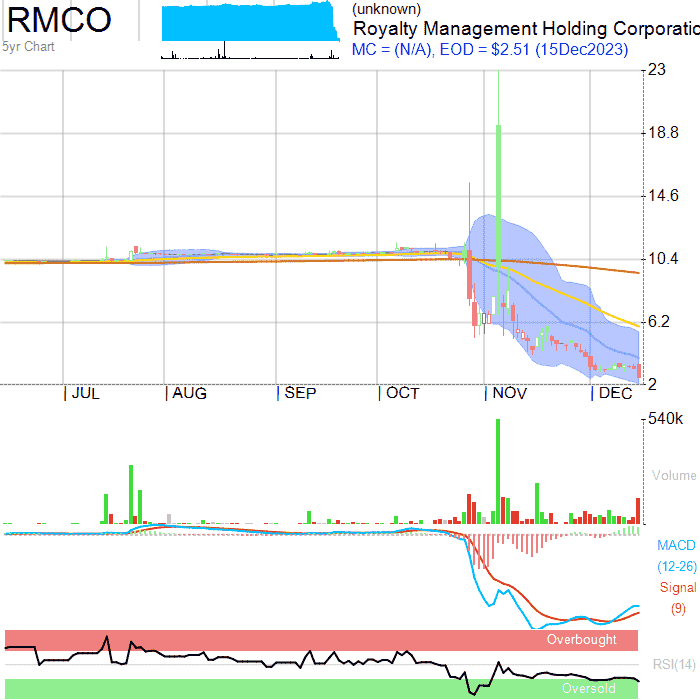 RMCO
5yr Chart
(unknown)
Royalty Management Holding Corporatio
MC = (N/A), EOD = $2.51 (15Dec2023)
23
18.8
14.6
10.4
6.2
2
JUL AUG SEP OCT NOV DEC
540k
Volume
MACD
(12-26)
Signal
(9)
Overbought
RSI(14)
Oversold